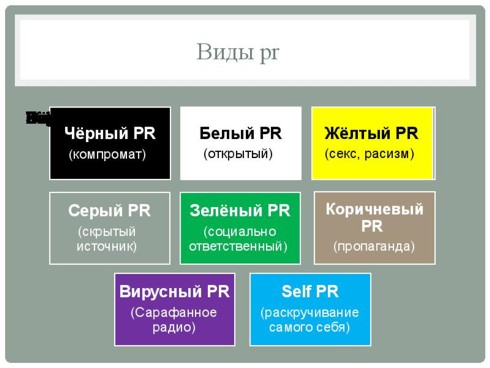 Виды pr
Чёрный PR
(компромат)
Белый PR
(открытый)
Жёлтый PR
(секс, расизм)
Серый PR
(скрытый
источник)
Зелёный PR
(социально
ответственный)
Коричневый
PR
(пропаганда)
Вирусный PR
(Сарафанное
радио)
Self PR
(раскручивание
самого себя)